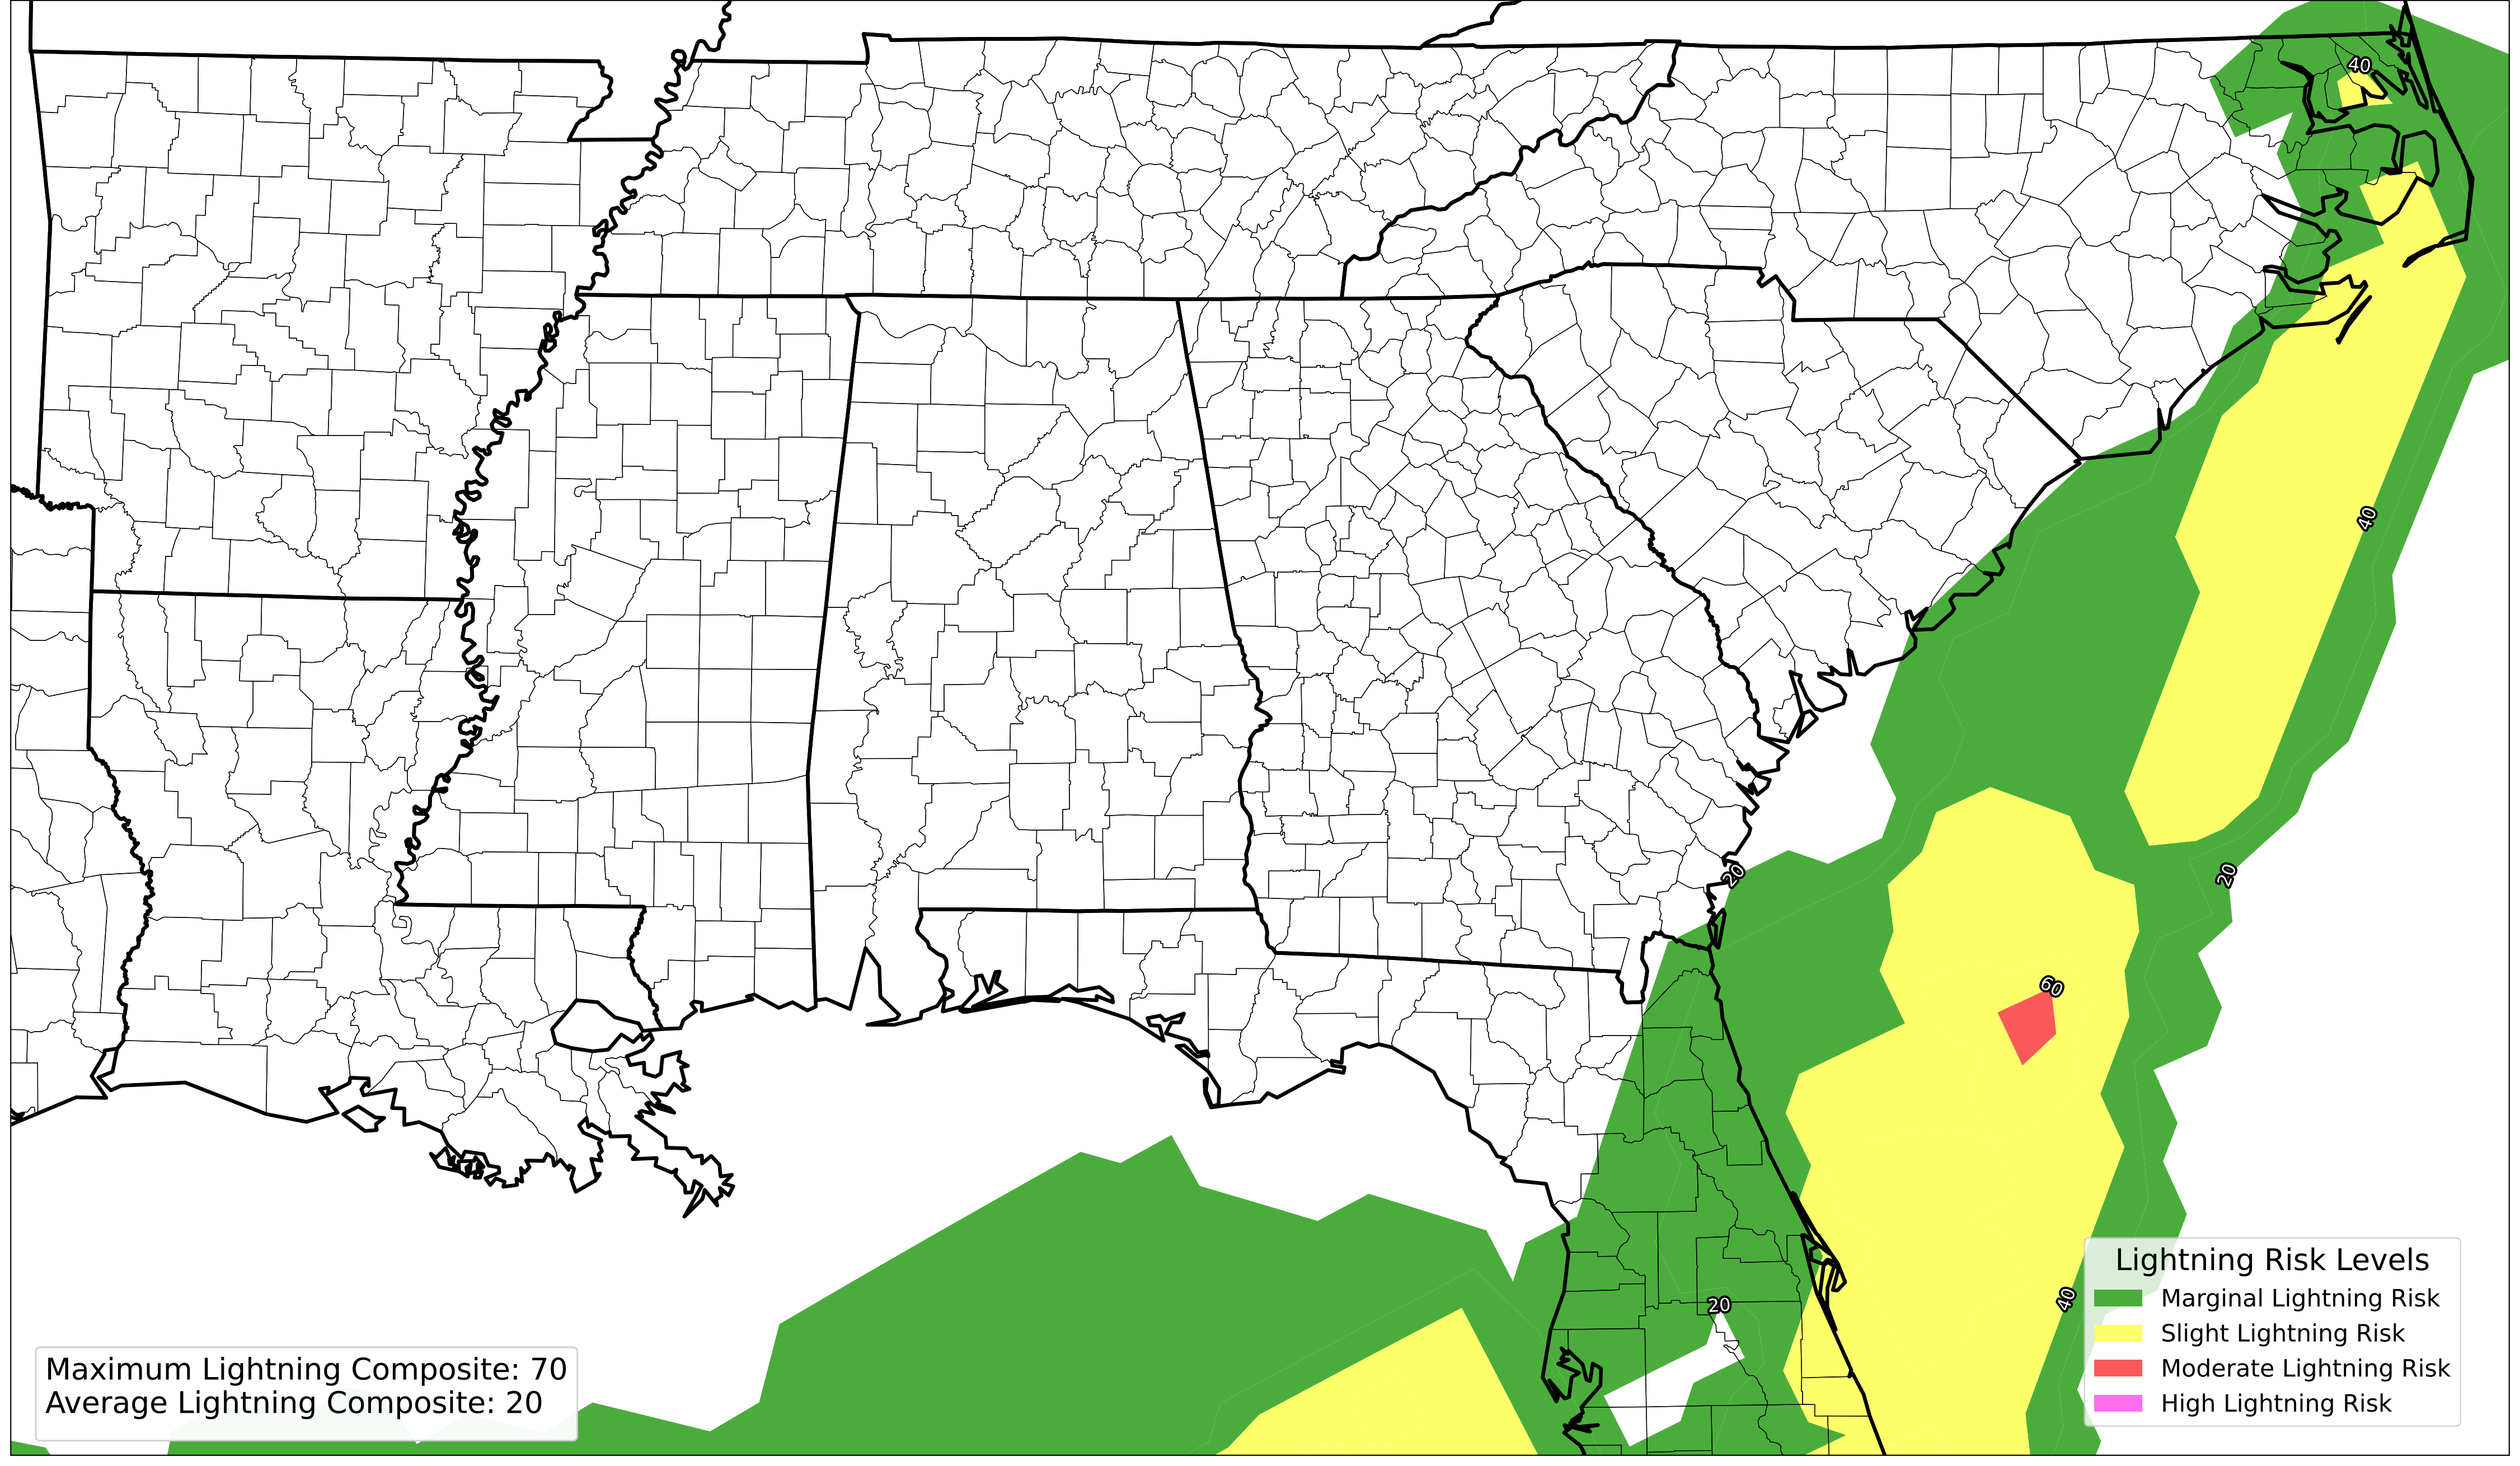 40
40
20
20
60
40
20
Lightning Risk Levels
Marginal Lightning Risk
Slight Lightning Risk
Moderate Lightning Risk
High Lightning Risk
Maximum Lightning Composite: 70
Average Lightning Composite: 20